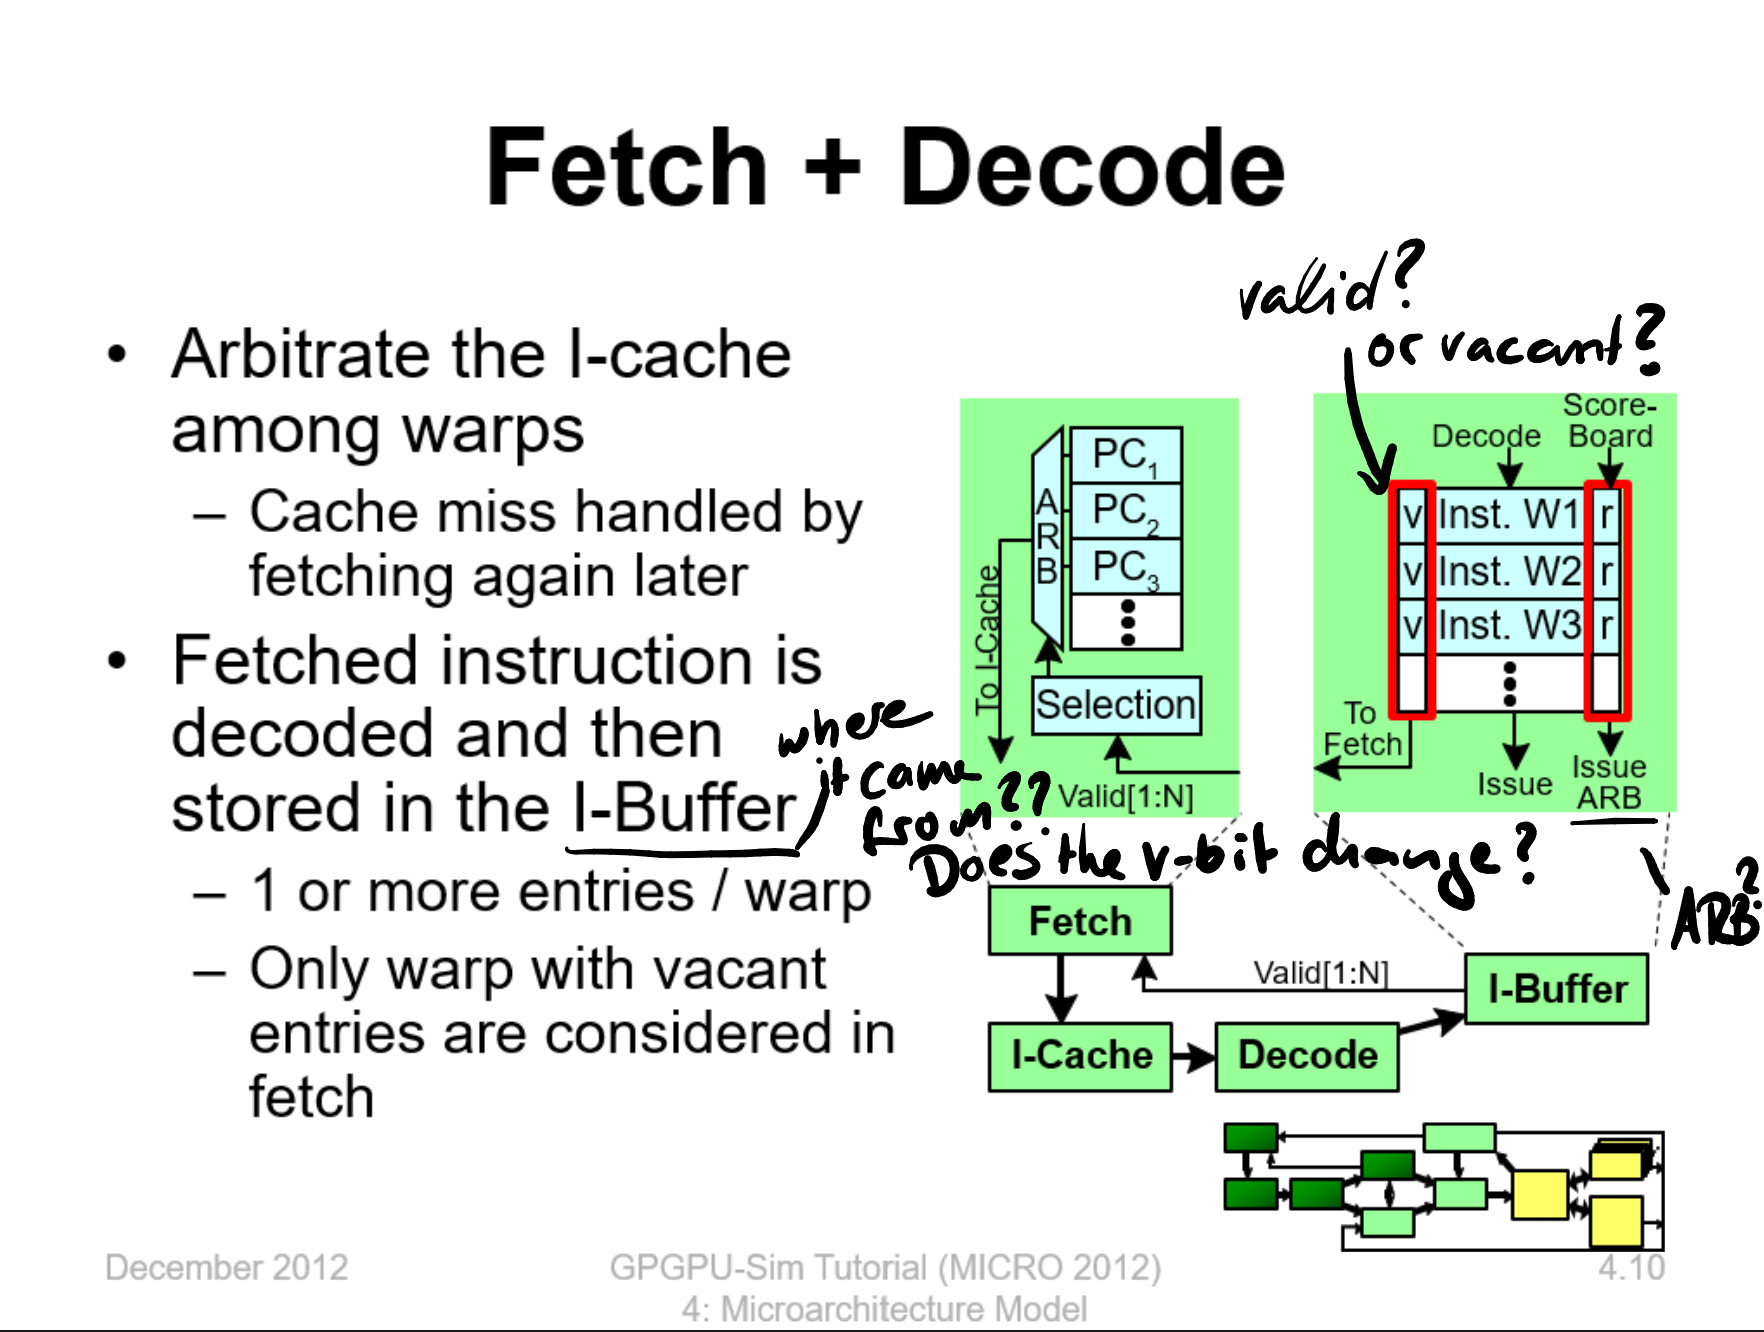 Fetch + Decode
• Arbitrate the I-cache
among warps
– Cache miss handled by
fetching again later
• Fetched instruction is
decoded and then
stored in the I-Buffer
– 1 or more entries / warp
– Only warp with vacant
entries are considered in
fetch
where
it came
from??
valid?
or vacant?
Does the v-bit change?
ARB?
A
R
B
PC1
PC2
PC3
To I-Cache
Selection
Valid[1:N]
Decode
Score-
Board
v Inst. W1 r
v Inst. W2 r
v Inst. W3 r
To
Fetch
Issue
Issue
ARB
Fetch
Valid[1:N]
I-Buffer
I-Cache
Decode
December 2012
GPGPU-Sim Tutorial (MICRO 2012)
4: Microarchitecture Model
4.10